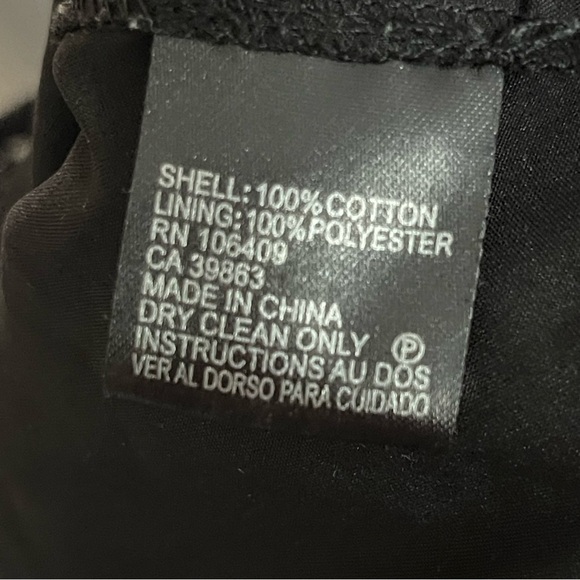 SHELL: 100% COTTON
LINING: 100% POLYESTER
RN 106409
CA 39863
MADE IN CHINA
DRY CLEAN ONLY Ⓟ
INSTRUCTIONS AU DOS
VER AL DORSO PARA CUIDADO